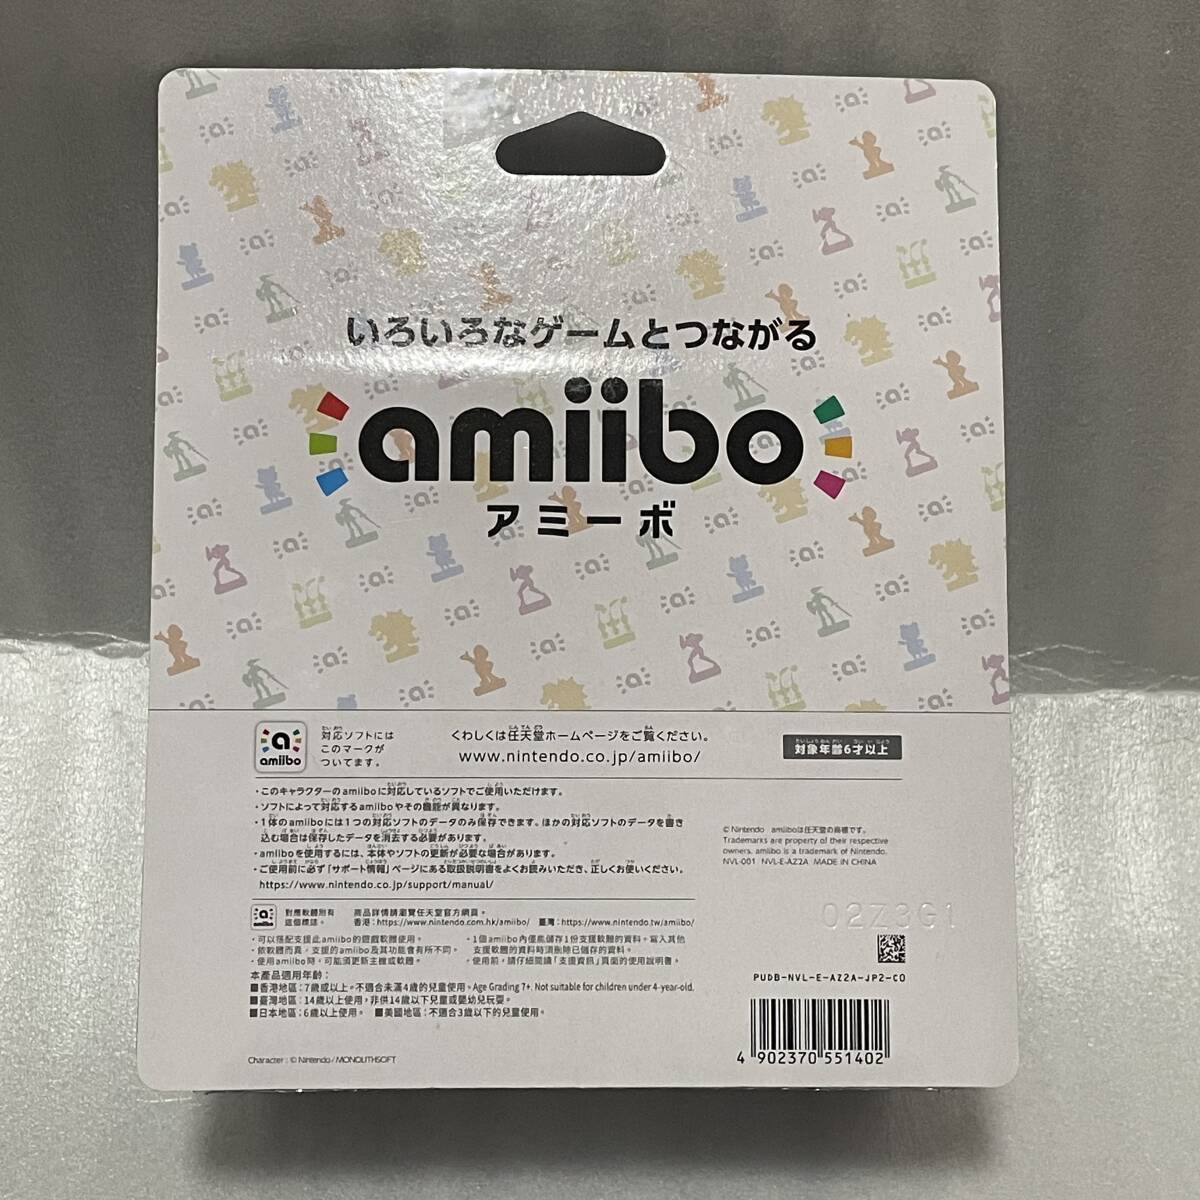 いろいろなゲームとつながる
amiibo
アミーボ
amiibo
対応ソフトには
このマークが
ついてます。
くわしくは任天堂ホームページをご覧ください。
www.nintendo.co.jp/amiibo/
対象年齢6才以上
・このキャラクターのamiiboに対応しているソフトでご使用いただけます。
・ソフトによって対応するamiiboやその機能が異なります。
・1体のamiiboには1つの対応ソフトのデータのみ保存できます。ほかの対応ソフトのデータを書き
込む場合は保存したデータを消去する必要があります。
・amiiboを使用するには、本体やソフトの更新が必要な場合があります。
・ご使用前に必ず「サポート情報」ページにある取扱説明書をよくお読みいただき、正しくお使いください。
https://www.nintendo.co.jp/support/manual/
© Nintendo amiiboは任天堂の商標です。
Trademarks are property of their respective
owners. amiibo is a trademark of Nintendo.
NVL-001 NVL-E-AZ2A MADE IN CHINA
對應軟體附有
這個標誌。
商品詳情請瀏覽任天堂官方網頁。
香港:https://www.nintendo.com.hk/amiibo/ 臺灣:https://www.nintendo.tw/amiibo/
・可以搭配支援此amiibo的遊戲軟體使用。
・依軟體而異,支援的amiibo及其功能會有所不同。
・使用amiibo時,可能須更新主機或軟體。
・1個amiibo內僅能儲存1份支援軟體的資料。寫入其他
支援軟體的資料時須刪除已儲存的資料。
・使用前,請仔細閱讀「支援資訊」頁面的使用說明書。
本產品適用年齡:
■香港地區:7歲或以上。不適合未滿4歲的兒童使用。Age Grading 7+. Not suitable for children under 4-year-old.
■臺灣地區:14歲以上使用,非供14歲以下兒童或嬰幼兒玩耍。
■日本地區:6歲以上使用。 ■美國地區:不適合3歲以下的兒童使用。
Character : © Nintendo / MONOLITHSOFT
PUDB-NVL-E-AZ2A-JP2-C0
4 902370 551402